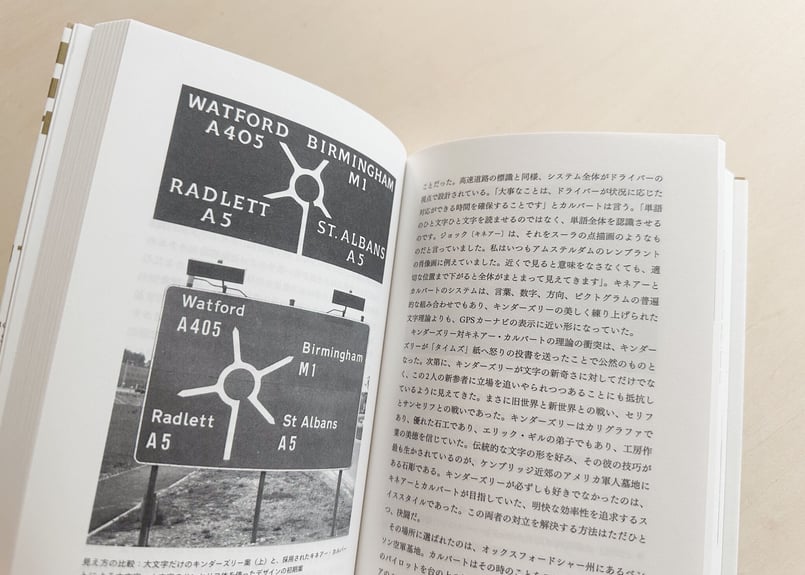 WATFORD
A405
BIRMINGHAM
M1
RADLETT
A5
ST. ALBANS
A5
Watford
A405
Birmingham
M1
Radlett
A5
St Albans
A5
見え方の比較:大文字だけのキンダーズリー案(上)と、採用されたキネアー・カルバー
ことだった。高速道路の標識と同様、システム全体がドライバーの
視点で設計されている。「大事なことは、ドライバーが状況に応じた
対応ができる時間を確保することです」とカルバートは言う。「単語
のひと文字ひと文字を読ませるのではなく、単語全体を認識させる
のです。ジョック〔キネアー〕は、それをスーラの点描画のようなも
のだと言っていました。私はいつもアムステルダムのレンブラント
の肖像画に例えていました。近くで見ると意味をなさなくても、適
切な位置まで下がると全体がまとまって見えてきます」。キネアーと
カルバートのシステムは、言葉、数字、方向、ピクトグラムの普遍
的な組み合わせでもあり、キンダーズリーの美しく練り上げられた
文字理論よりも、GPSカーナビの表示に近い形になっていた。
キンダーズリー対キネアー・カルバートの理論の衝突は、キンダー
ズリーが「タイムズ」紙へ怒りの投書を送ったことで公然のものと
なった。次第に、キンダーズリーが文字の新奇さに対してだけでな
く、この2人の新参者に立場を追いやられつつあることにも抵抗し
ているように見えてきた。まさに旧世界と新世界との戦い、セリフ
とサンセリフとの戦いであった。キンダーズリーはカリグラファで
あり、優れた石工であり、エリック・ギルの弟子でもあり、工房作
業の美徳を信じていた。伝統的な文字の形を好み、その彼の技巧が
最も生かされているのが、ケンブリッジ近郊のアメリカ軍人墓地に
ある石彫である。キンダーズリーが必ずしも好きでなかったのは、
キネアーとカルバートが目指していた、明快な効率性を追求するス
イススタイルであった。この両者の対立を解決する方法はただひと
つ、決闘だ。
その場所に選ばれたのは、オックスフォードシャー州にあるベン
ソン空軍基地。カルバートはその時のことを